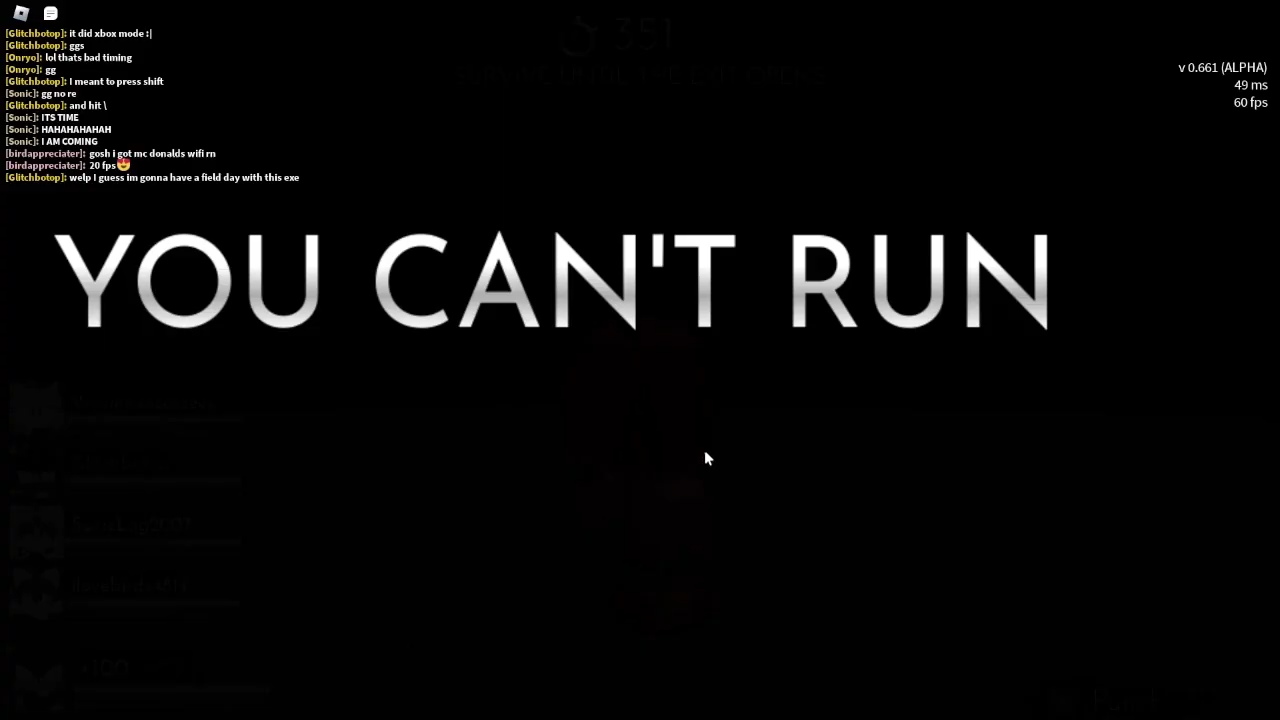 [Glitchbotop]: it did xbox mode :|
[Glitchbotop]: ggs
[Onryo]: lol thats bad timing
[Onryo]: gg
[Glitchbotop]: I meant to press shift
[Sonic]: gg no re
[Glitchbotop]: and hit \
[Sonic]: ITS TIME
[Sonic]: HAHAHAHAHAH
[Sonic]: I AM COMING
[birdappreciater]: gosh i got mc donalds wifi rn
[birdappreciater]: 20 fps😍
[Glitchbotop]: welp I guess im gonna have a field day with this exe
351
v 0.661 (ALPHA)
49 ms
60 fps
YOU CAN'T RUN
+100